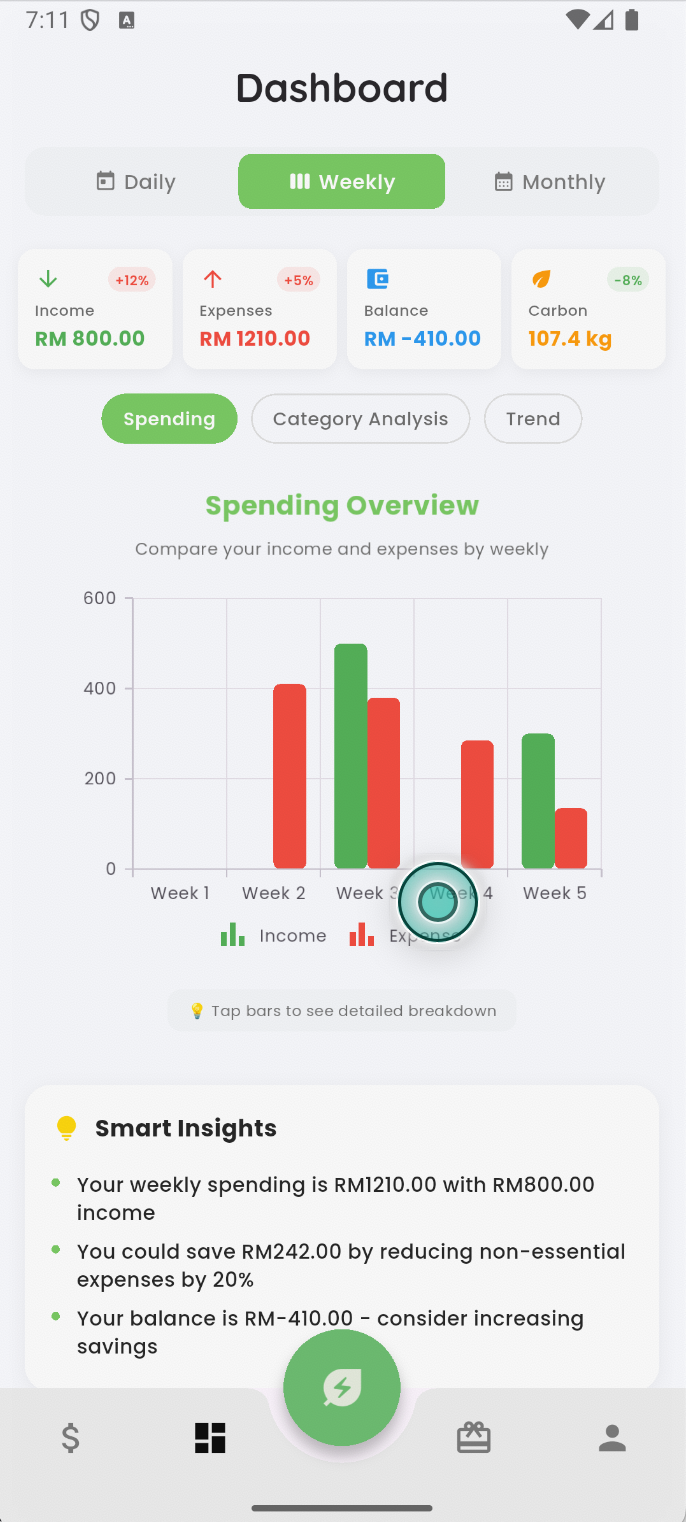 7:11
Dashboard
Daily Weekly Monthly
+12% +5% -8%
Income Expenses Balance Carbon
RM 800.00 RM 1210.00 RM -410.00 107.4 kg
Spending Category Analysis Trend
Spending Overview
Compare your income and expenses by weekly
600
400
200
0
Week 1 Week 2 Week 3 Week 4 Week 5
Income Expense
💡 Tap bars to see detailed breakdown
Smart Insights
Your weekly spending is RM1210.00 with RM800.00
income
You could save RM242.00 by reducing non-essential
expenses by 20%
Your balance is RM-410.00 - consider increasing
savings